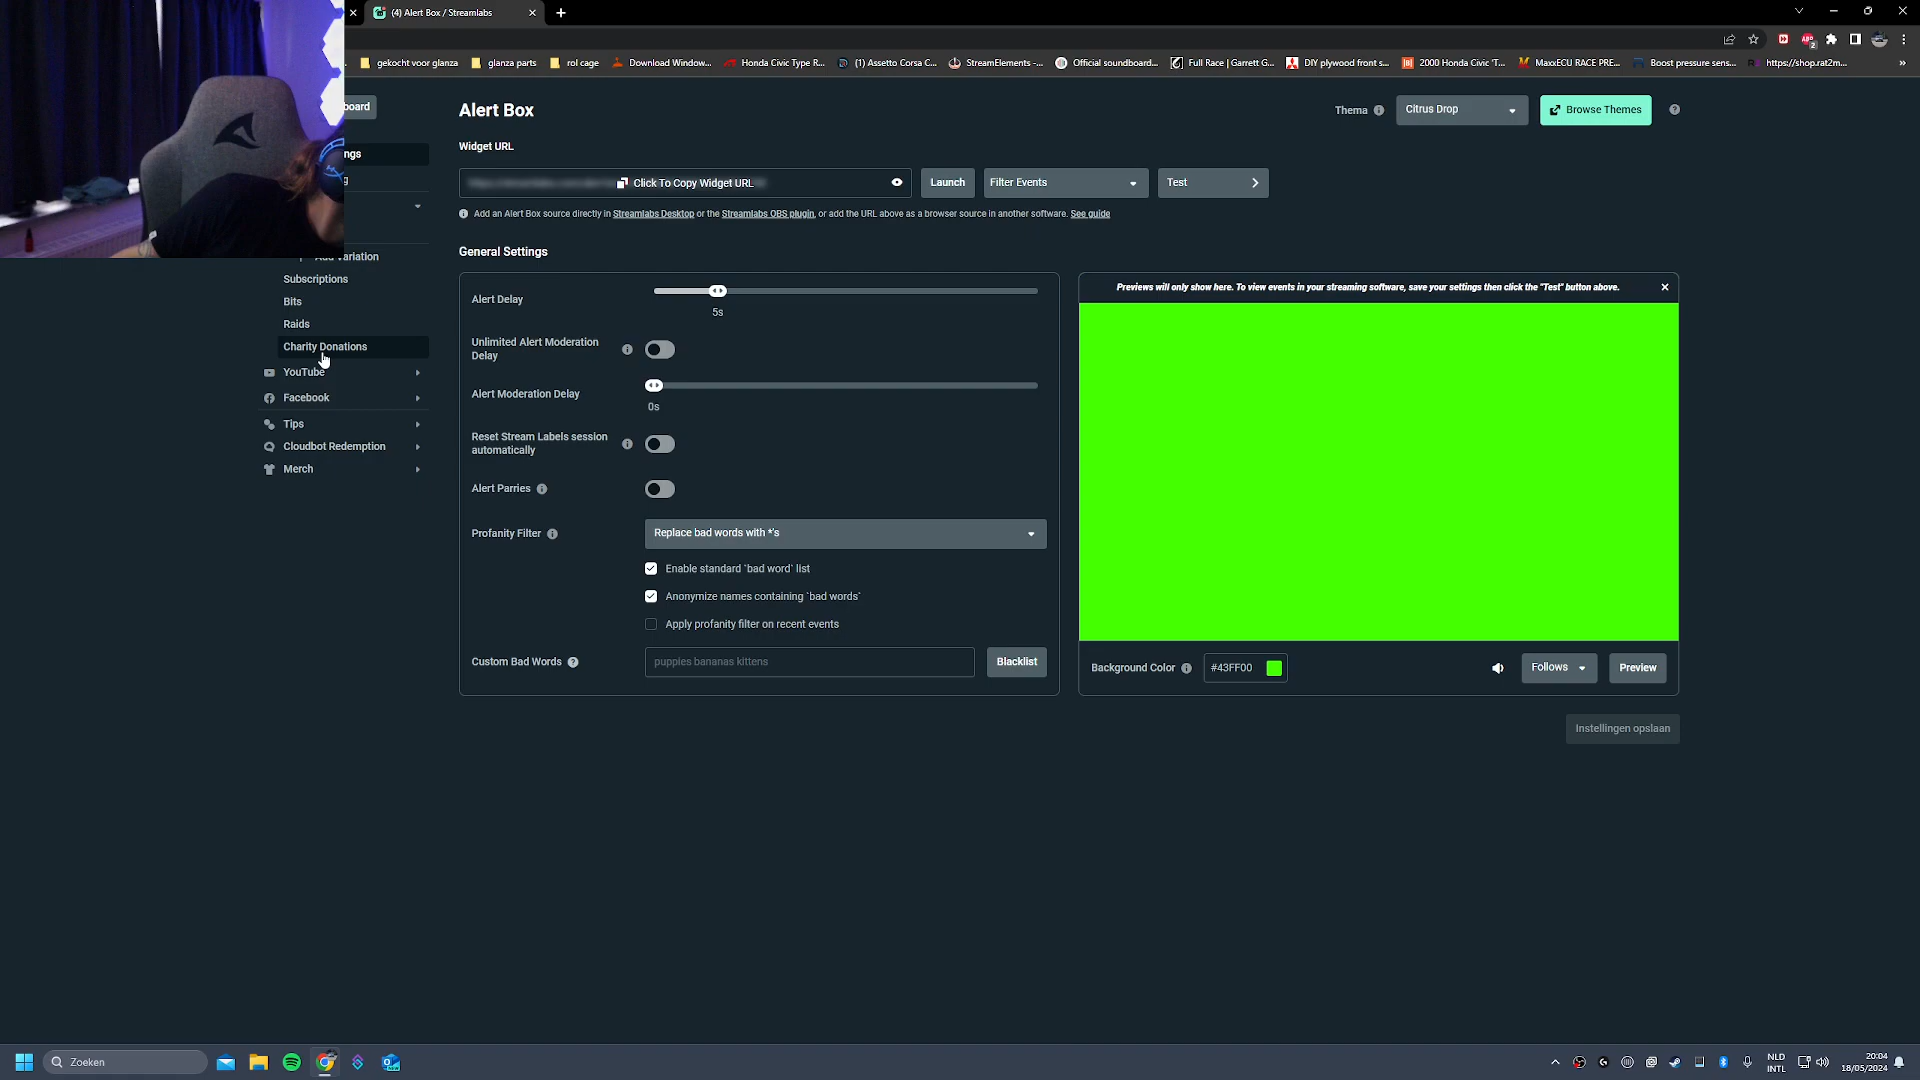 (4) Alert Box / Streamlabs
gekocht voor glanza
glanza parts
rol cage
Download Window...
Honda Civic Type R...
(1) Assetto Corsa C...
StreamElements -...
Official soundboard...
Full Race | Garrett G...
DIY plywood front s...
2000 Honda Civic 'T...
MaxxECU RACE PRE...
Boost pressure sens...
https://shop.rat2m...
»
board
Alert Box
Thema
Citrus Drop
Browse Themes
Widget URL
ngs
g
Click To Copy Widget URL
Launch
Filter Events
Test
Add an Alert Box source directly in Streamlabs Desktop or the Streamlabs OBS plugin, or add the URL above as a browser source in another software. See guide
General Settings
Add Variation
Subscriptions
Bits
Raids
Charity Donations
YouTube
Facebook
Tips
Cloudbot Redemption
Merch
Alert Delay
5s
Unlimited Alert Moderation
Delay
Alert Moderation Delay
0s
Reset Stream Labels session
automatically
Alert Parries
Profanity Filter
Replace bad words with *'s
Enable standard `bad word` list
Anonymize names containing `bad words`
Apply profanity filter on recent events
Custom Bad Words
puppies bananas kittens
Blacklist
Previews will only show here. To view events in your streaming software, save your settings then click the "Test" button above.
Background Color
#43FF00
Follows
Preview
Instellingen opslaan
Zoeken
NLD
INTL
20:04
18/05/2024